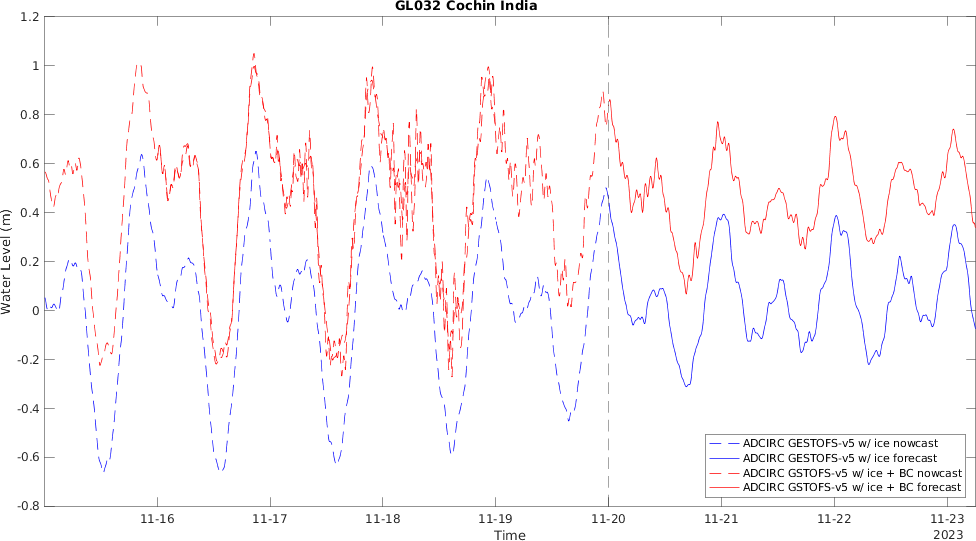 GL032 Cochin India
1.2
1
0.8
0.6
0.4
0.2
0
-0.2
-0.4
-0.6
-0.8
Water Level (m)
11-16 11-17 11-18 11-19 11-20 11-21 11-22 11-23
Time
2023
ADCIRC GESTOFS-v5 w/ ice nowcast
ADCIRC GESTOFS-v5 w/ ice forecast
ADCIRC GSTOFS-v5 w/ ice + BC nowcast
ADCIRC GSTOFS-v5 w/ ice + BC forecast